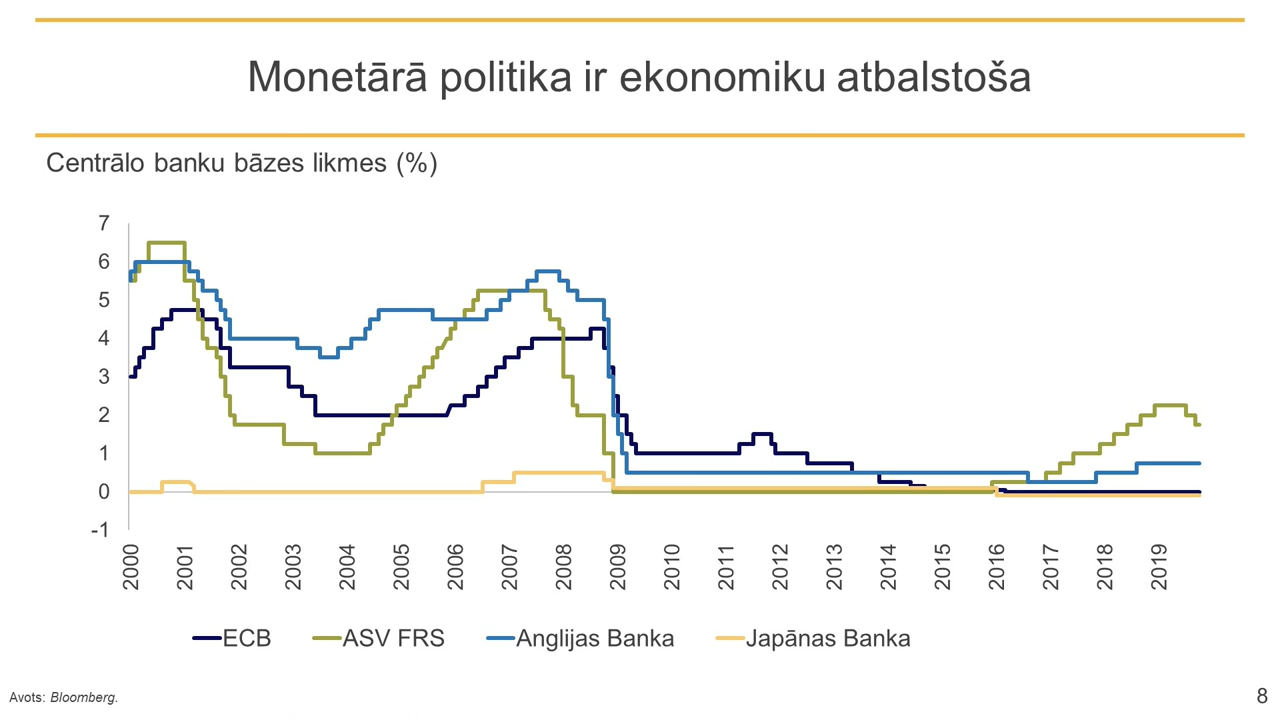 Monetārā politika ir ekonomiku atbalstoša
Centrālo banku bāzes likmes (%)
7
6
5
4
3
2
1
0
-1
2000 2001 2002 2003 2004 2005 2006 2007 2008 2009 2010 2011 2012 2013 2014 2015 2016 2017 2018 2019
ECB ASV FRS Anglijas Banka Japānas Banka
Avots: Bloomberg.
8